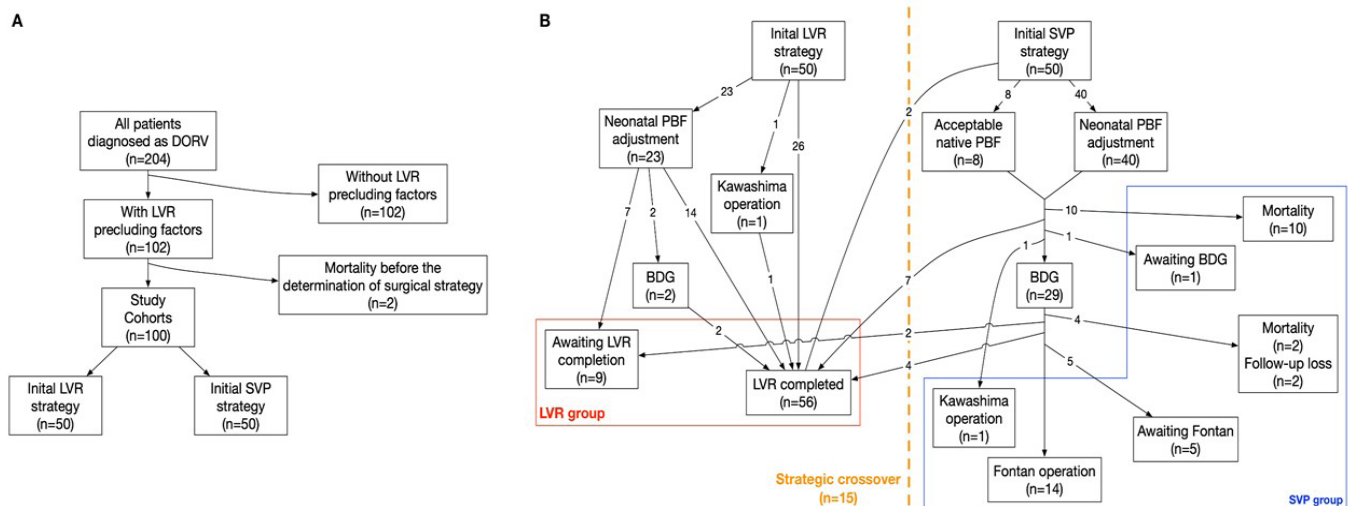 A
All patients
diagnosed as DORV
(n=204)
Without LVR
precluding factors
(n=102)
With LVR
precluding factors
(n=102)
Mortality before the
determination of surgical strategy
(n=2)
Study
Cohorts
(n=100)
Inital LVR
strategy
(n=50)
Initial SVP
strategy
(n=50)
B
Inital LVR
strategy
(n=50)
23
1
26
Neonatal PBF
adjustment
(n=23)
Kawashima
operation
(n=1)
7
2
14
1
BDG
(n=2)
2
Awaiting LVR
completion
(n=9)
LVR completed
(n=56)
LVR group
Strategic crossover
(n=15)
Initial SVP
strategy
(n=50)
2
8
40
Acceptable
native PBF
(n=8)
Neonatal PBF
adjustment
(n=40)
10
Mortality
(n=10)
1
Awaiting BDG
(n=1)
1
7
BDG
(n=29)
2
4
4
Mortality
(n=2)
Follow-up loss
(n=2)
5
Kawashima
operation
(n=1)
Awaiting Fontan
(n=5)
Fontan operation
(n=14)
SVP group